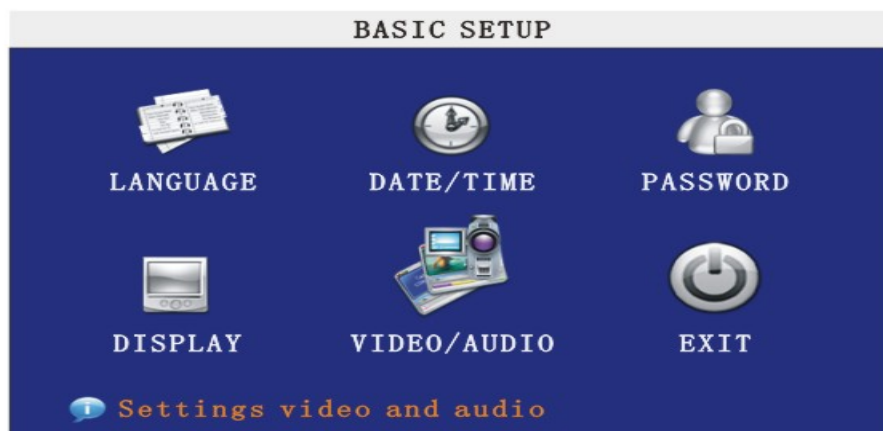 BASIC SETUP
LANGUAGE DATE/TIME PASSWORD
DISPLAY VIDEO/AUDIO EXIT
Settings video and audio